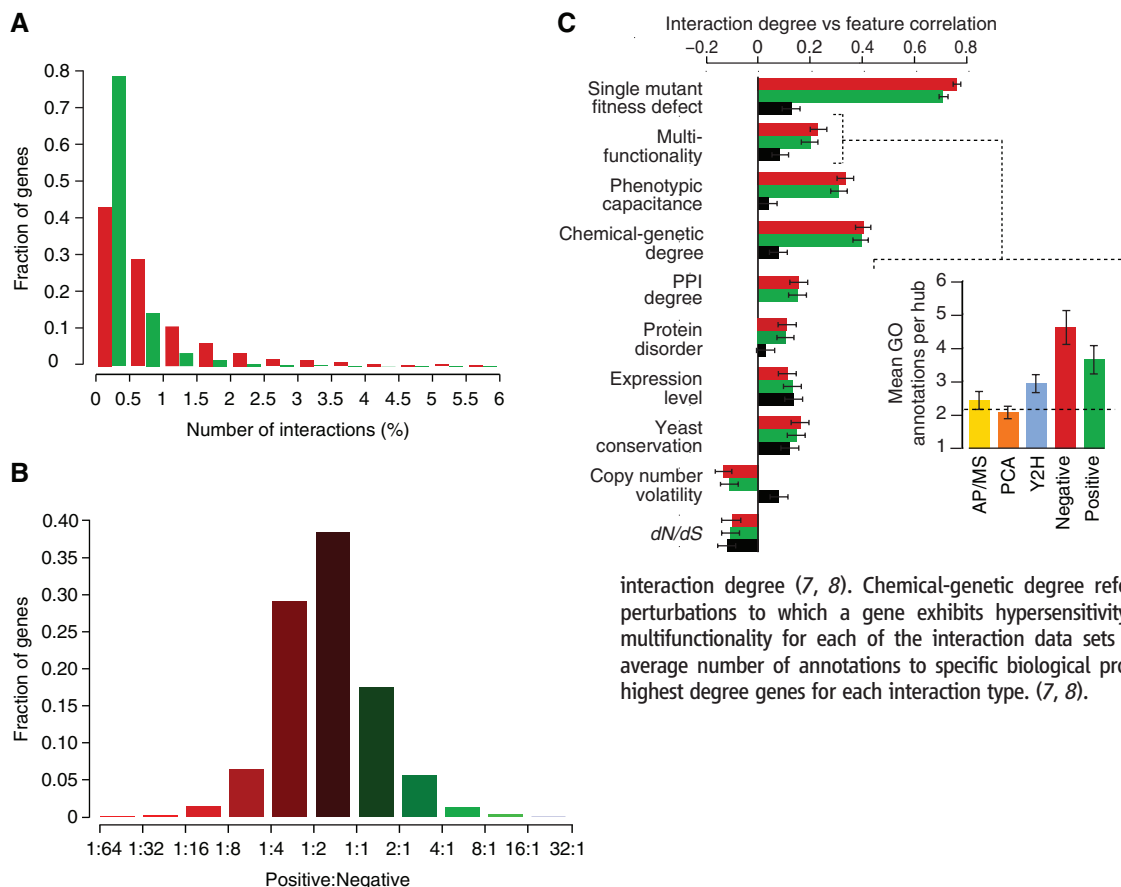 A
0.8
0.7
0.6
0.5
0.4
0.3
0.2
0.1
0
Fraction of genes
0 0.5 1 1.5 2 2.5 3 3.5 4 4.5 5 5.5 6
Number of interactions (%)
B
0.40
0.35
0.30
0.25
0.20
0.15
0.10
0.05
0
Fraction of genes
1:64 1:32 1:16 1:8 1:4 1:2 1:1 2:1 4:1 8:1 16:1 32:1
Positive:Negative
C
Interaction degree vs feature correlation
−0.2 0 0.2 0.4 0.6 0.8
Single mutant
fitness defect
Multi-
functionality
Phenotypic
capacitance
Chemical-genetic
degree
PPI
degree
Protein
disorder
Expression
level
Yeast
conservation
Copy number
volatility
dN/dS
6
5
4
3
2
1
Mean GO
annotations per hub
AP/MS
PCA
Y2H
Negative
Positive
interaction degree (7, 8). Chemical-genetic degree refe
perturbations to which a gene exhibits hypersensitivity
multifunctionality for each of the interaction data sets
average number of annotations to specific biological pro
highest degree genes for each interaction type. (7, 8).